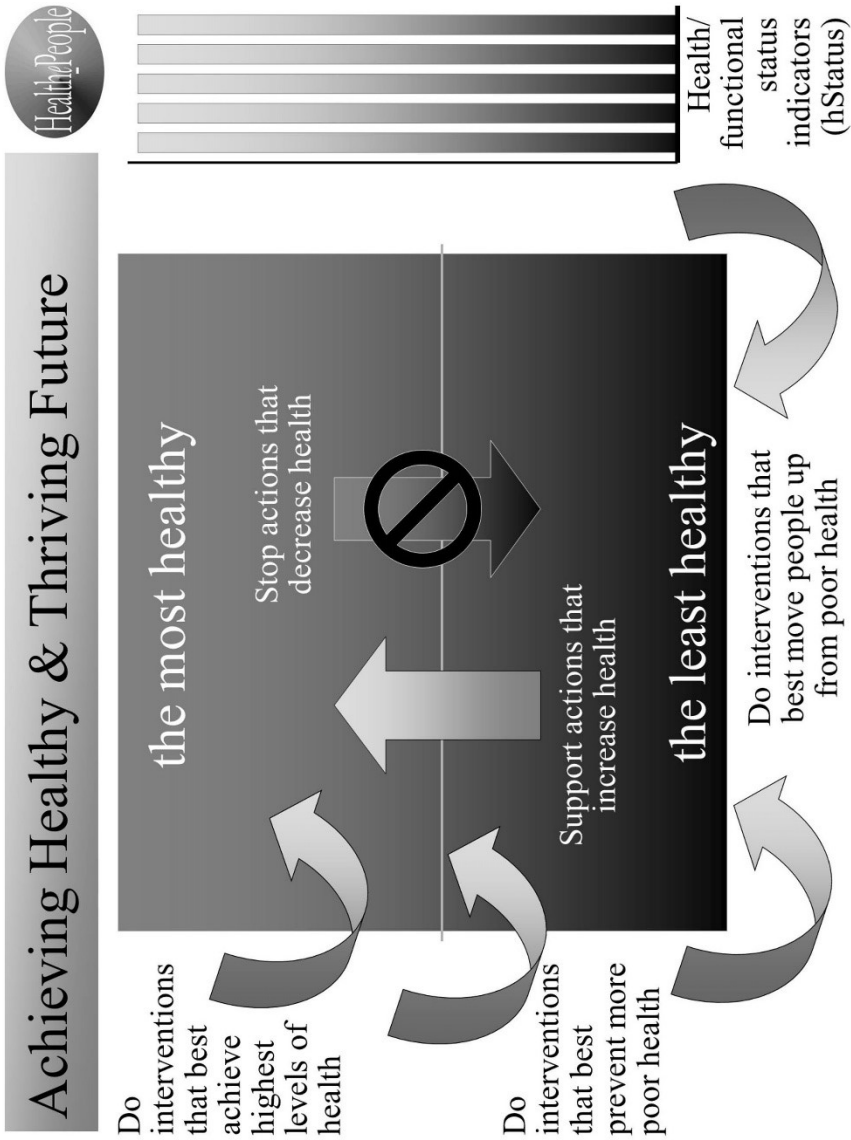 Achieving Healthy & Thriving Future
HealthePeople
Do
interventions
that best
achieve
highest
levels of
health
the most healthy
Stop actions that
decrease health
Do
interventions
that best
prevent more
poor health
Support actions that
increase health
the least healthy
Do interventions that
best move people up
from poor health
Health/
functional
status
indicators
(hStatus)